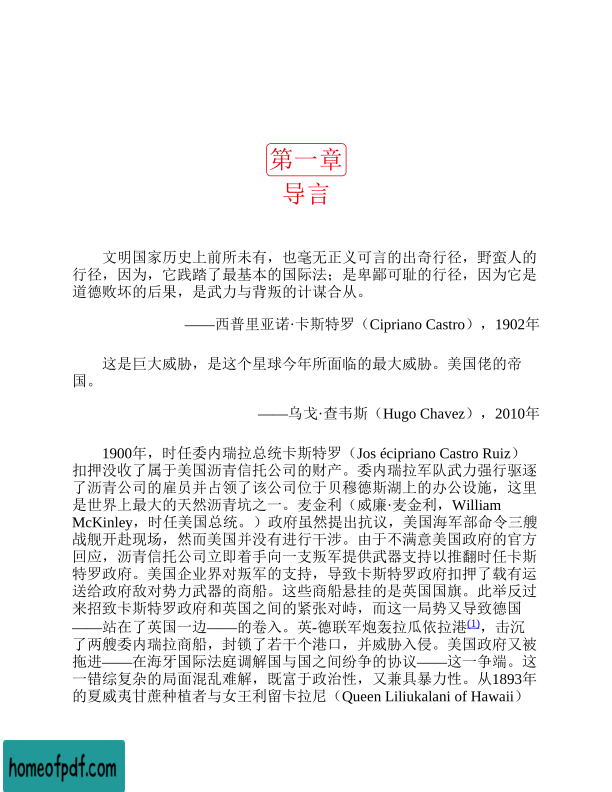 第一章
导言
文明国家历史上前所未有，也毫无正义可言的出奇行径，野蛮人的
行径，因为，它践踏了最基本的国际法；是卑鄙可耻的行径，因为它是
道德败坏的后果，是武力与背叛的计谋合从。
——西普里亚诺·卡斯特罗（Cipriano Castro），1902年
这是巨大威胁，是这个星球今年所面临的最大威胁。美国佬的帝
国。
——乌戈·查韦斯（Hugo Chavez），2010年
1900年，时任委内瑞拉总统卡斯特罗（Jos écipriano Castro Ruiz）
扣押没收了属于美国沥青信托公司的财产。委内瑞拉军队武力强行驱逐
了沥青公司的雇员并占领了该公司位于贝穆德斯湖上的办公设施，这里
是世界上最大的天然沥青坑之一。麦金利（威廉·麦金利，William
McKinley，时任美国总统。）政府虽然提出抗议，美国海军部命令三艘
战舰开赴现场，然而美国并没有进行干涉。由于不满意美国政府的官方
回应，沥青信托公司立即着手向一支叛军提供武器支持以推翻时任卡斯
特罗政府。美国企业界对叛军的支持，导致卡斯特罗政府扣押了载有运
送给政府敌对势力武器的商船。这些商船悬挂的是英国国旗。此举反过
来招致卡斯特罗政府和英国之间的紧张对峙，而这一局势又导致德国
——站在了英国一边——的卷入。英-德联军炮轰拉瓜依拉港(1)，击沉
了两艘委内瑞拉商船，封锁了若干个港口，并威胁入侵。美国政府又被
拖进——在海牙国际法庭调解国与国之间纷争的协议——这一争端。这
一错综复杂的局面混乱难解，既富于政治性，又兼具暴力性。从1893年
的夏威夷甘蔗种植者与女王利留卡拉尼（Queen Liliukalani of Hawaii）
homeofpdf.com